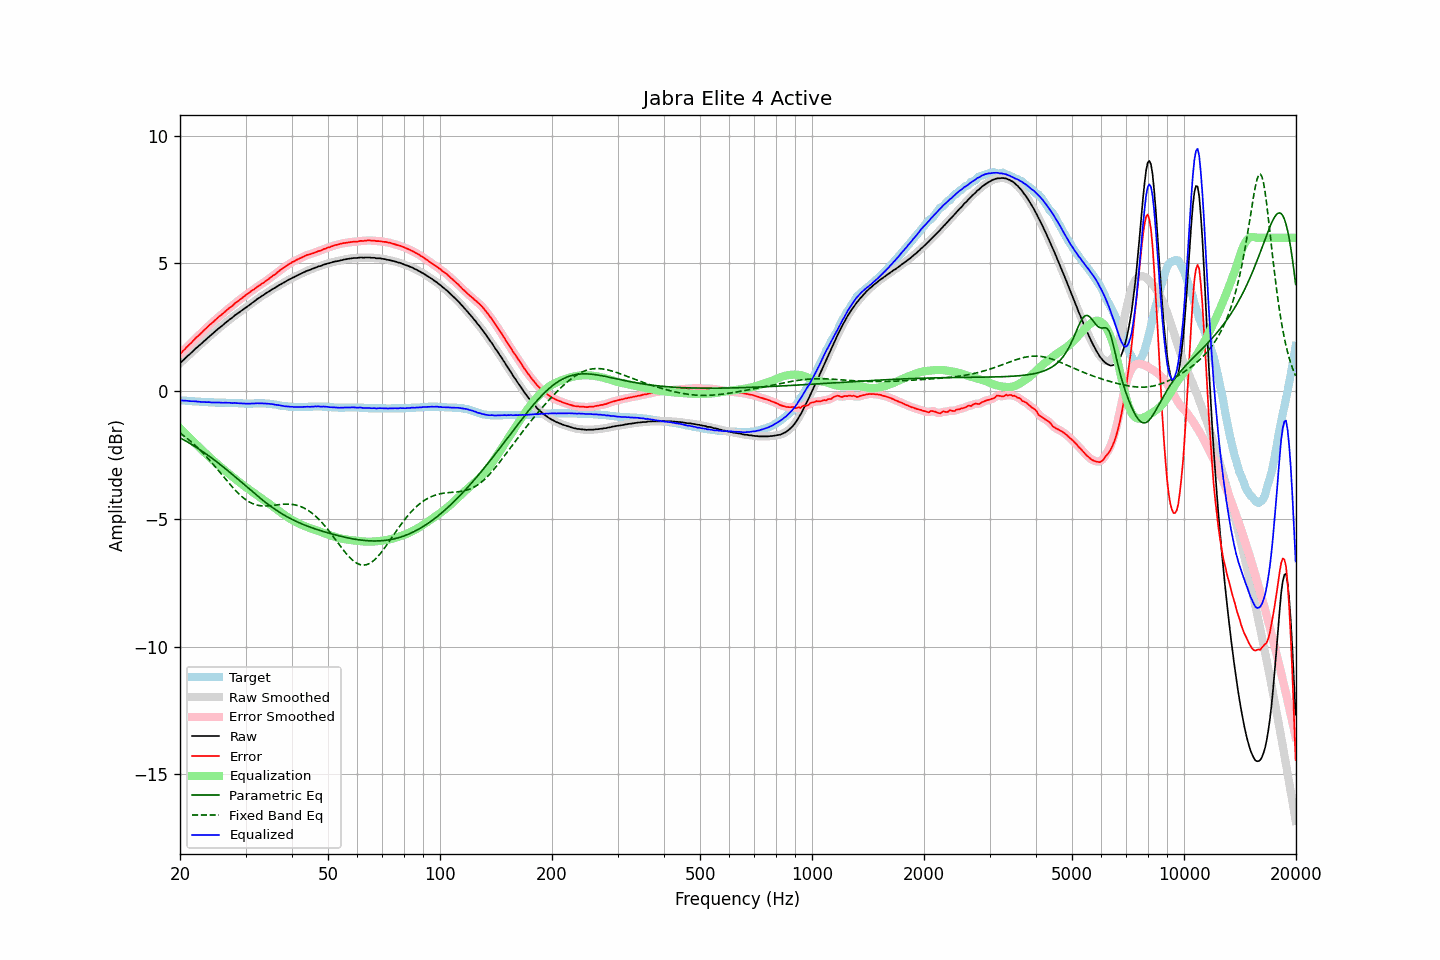 Jabra Elite 4 Active
10
5
0
−5
−10
−15
Amplitude (dBr)
Target
Raw Smoothed
Error Smoothed
Raw
Error
Equalization
Parametric Eq
Fixed Band Eq
Equalized
20 50 100 200 500 1000 2000 5000 10000 20000
Frequency (Hz)